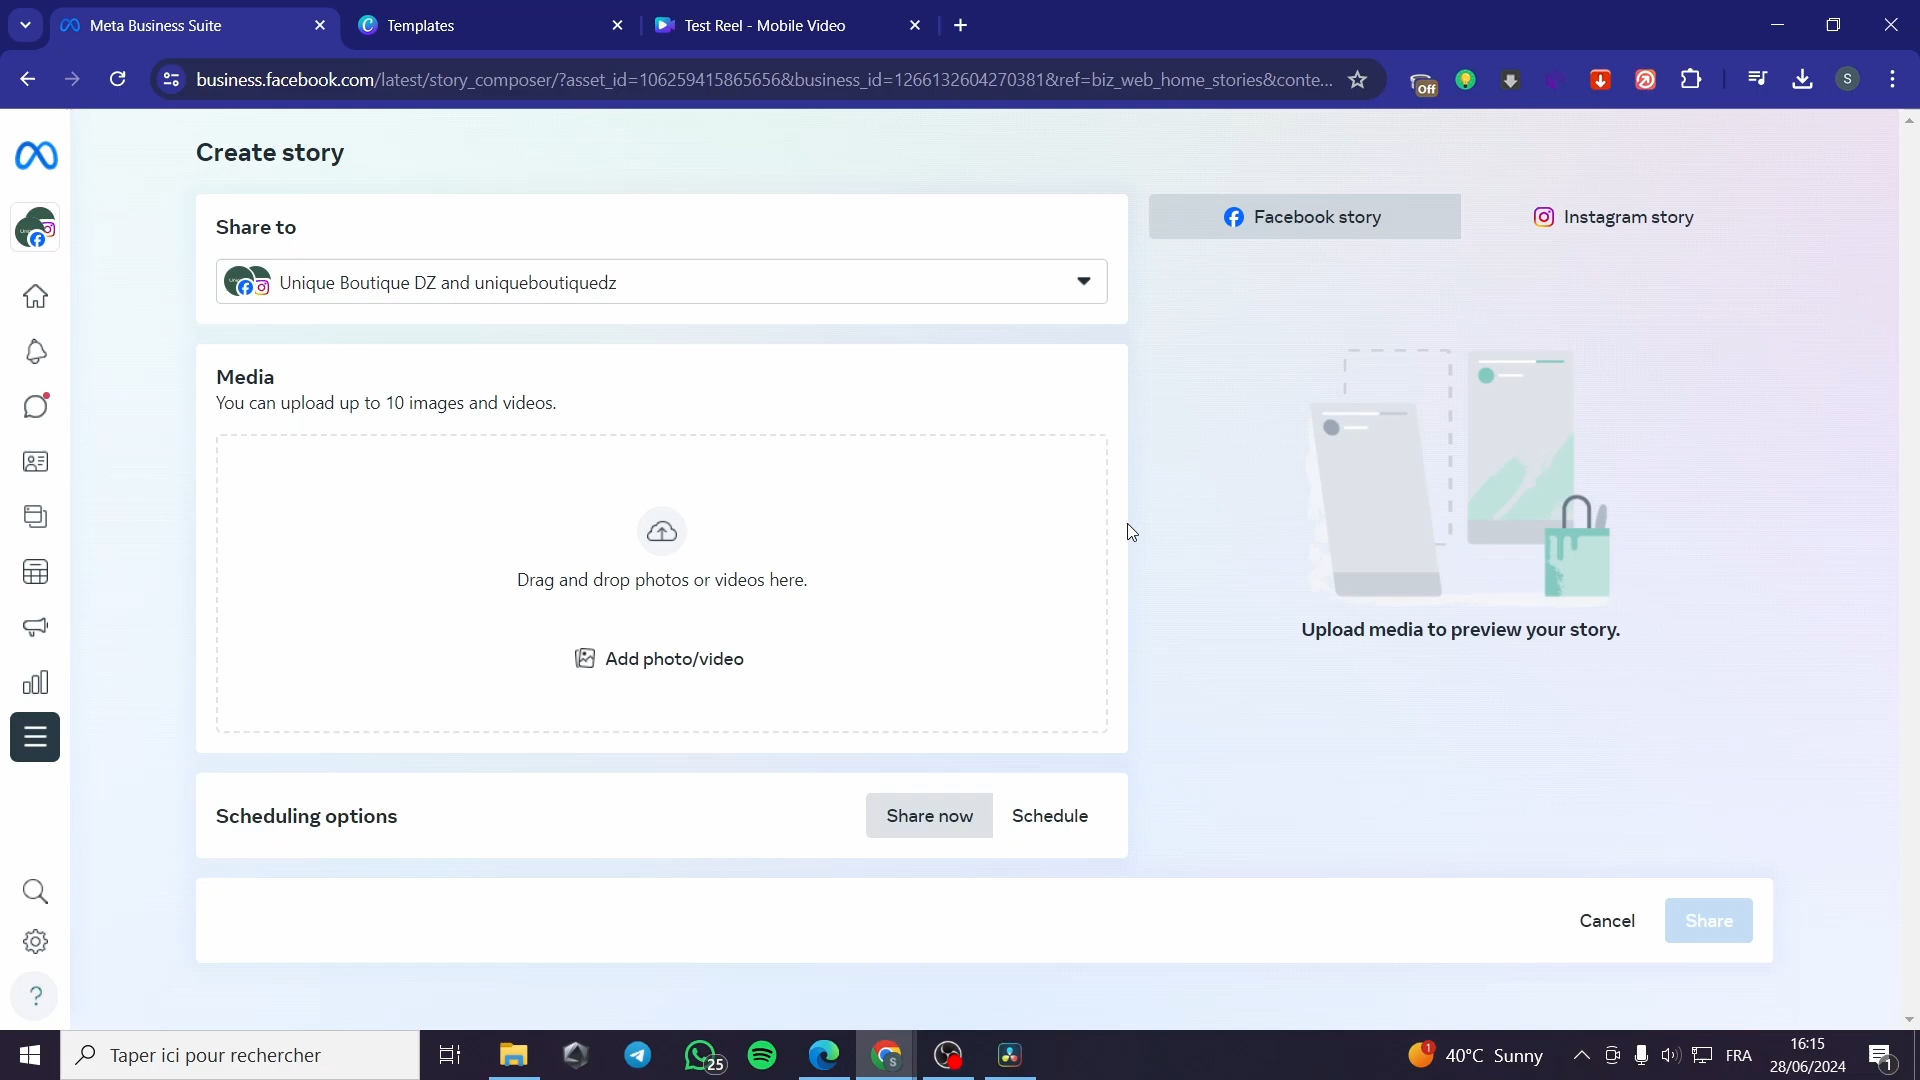 Meta Business Suite
Templates
Test Reel - Mobile Video
business.facebook.com/latest/story_composer/?asset_id=106259415865656&business_id=1266132604270381&ref=biz_web_home_stories&conte...
Off
S
Create story
Share to
Unique Boutique DZ and uniqueboutiquedz
Facebook story
Instagram story
Media
You can upload up to 10 images and videos.
Drag and drop photos or videos here.
Add photo/video
Upload media to preview your story.
Scheduling options
Share now
Schedule
Cancel
Share
?
Taper ici pour rechercher
25
S
1
40°C Sunny
FRA
16:15
28/06/2024
1